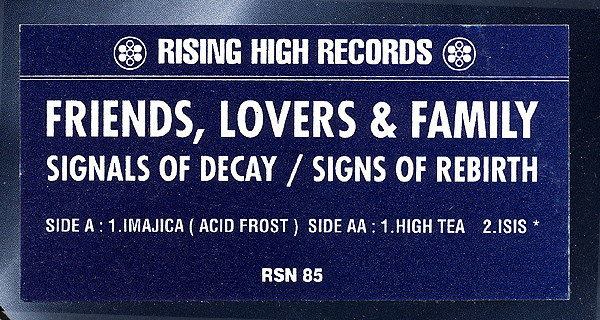 RISING HIGH RECORDS
FRIENDS, LOVERS & FAMILY
SIGNALS OF DECAY / SIGNS OF REBIRTH
SIDE A : 1.IMAJICA ( ACID FROST ) SIDE AA : 1.HIGH TEA 2.ISIS *
RSN 85